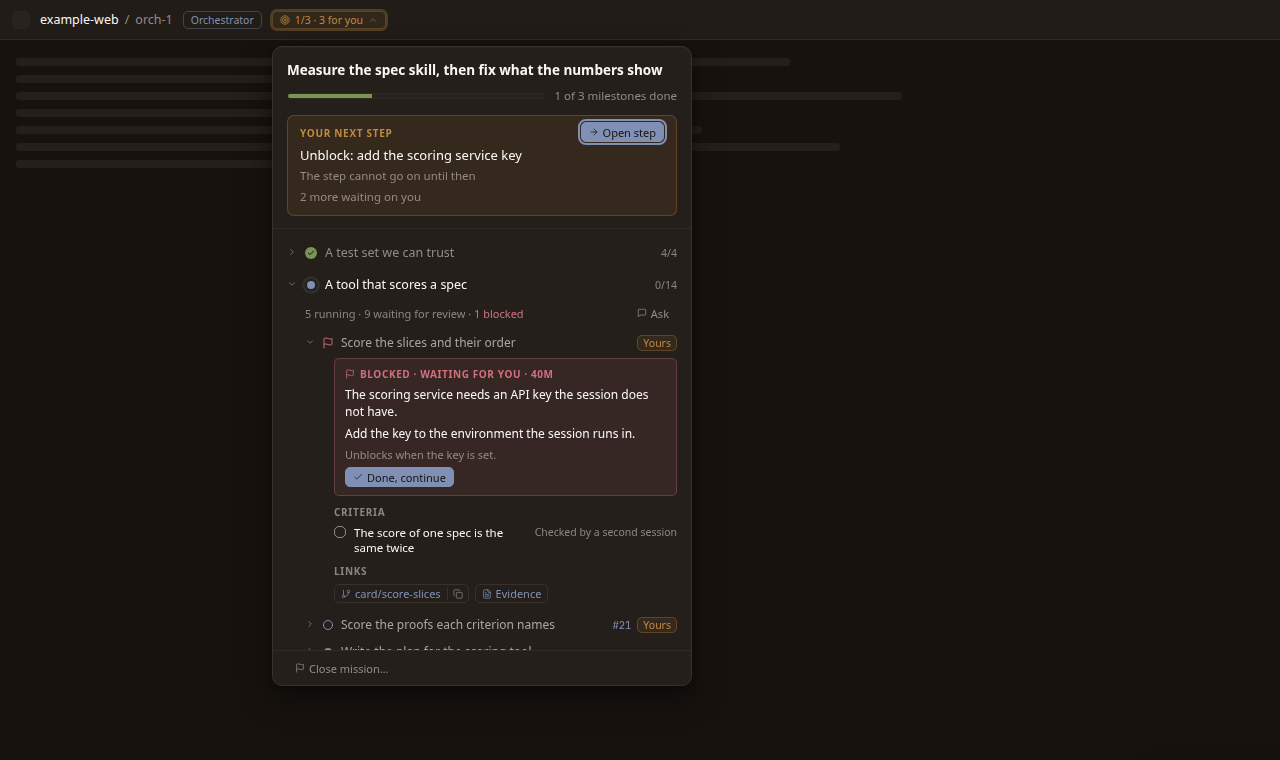 example-web / orch-1 Orchestrator 1/3 · 3 for you
Measure the spec skill, then fix what the numbers show
1 of 3 milestones done
YOUR NEXT STEP
Open step
Unblock: add the scoring service key
The step cannot go on until then
2 more waiting on you
A test set we can trust 4/4
A tool that scores a spec 0/14
5 running · 9 waiting for review · 1 blocked Ask
Score the slices and their order Yours
BLOCKED · WAITING FOR YOU · 40M
The scoring service needs an API key the session does
not have.
Add the key to the environment the session runs in.
Unblocks when the key is set.
Done, continue
CRITERIA
The score of one spec is the
same twice
Checked by a second session
LINKS
card/score-slices Evidence
Score the proofs each criterion names #21 Yours
Write the plan for the scoring tool
Close mission...